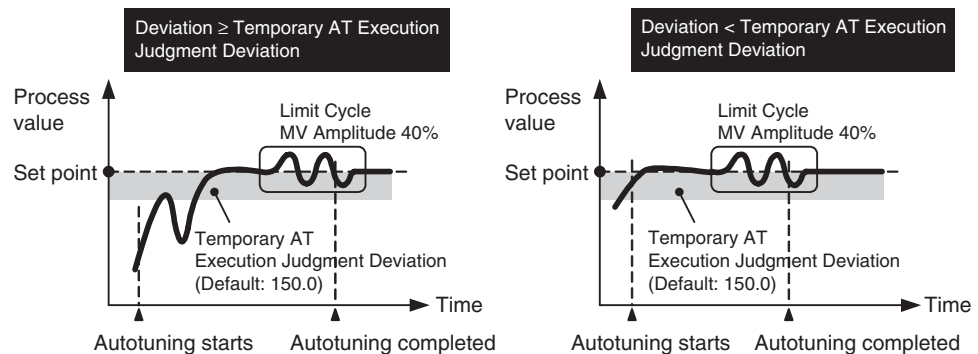 Deviation ≥ Temporary AT Execution
Judgment Deviation
Process
value
Limit Cycle
MV Amplitude 40%
Set point
Temporary AT
Execution Judgment Deviation
(Default: 150.0)
Time
Autotuning starts
Autotuning completed
Deviation < Temporary AT Execution
Judgment Deviation
Process
value
Limit Cycle
MV Amplitude 40%
Set point
Temporary AT
Execution Judgment Deviation
(Default: 150.0)
Time
Autotuning starts
Autotuning completed